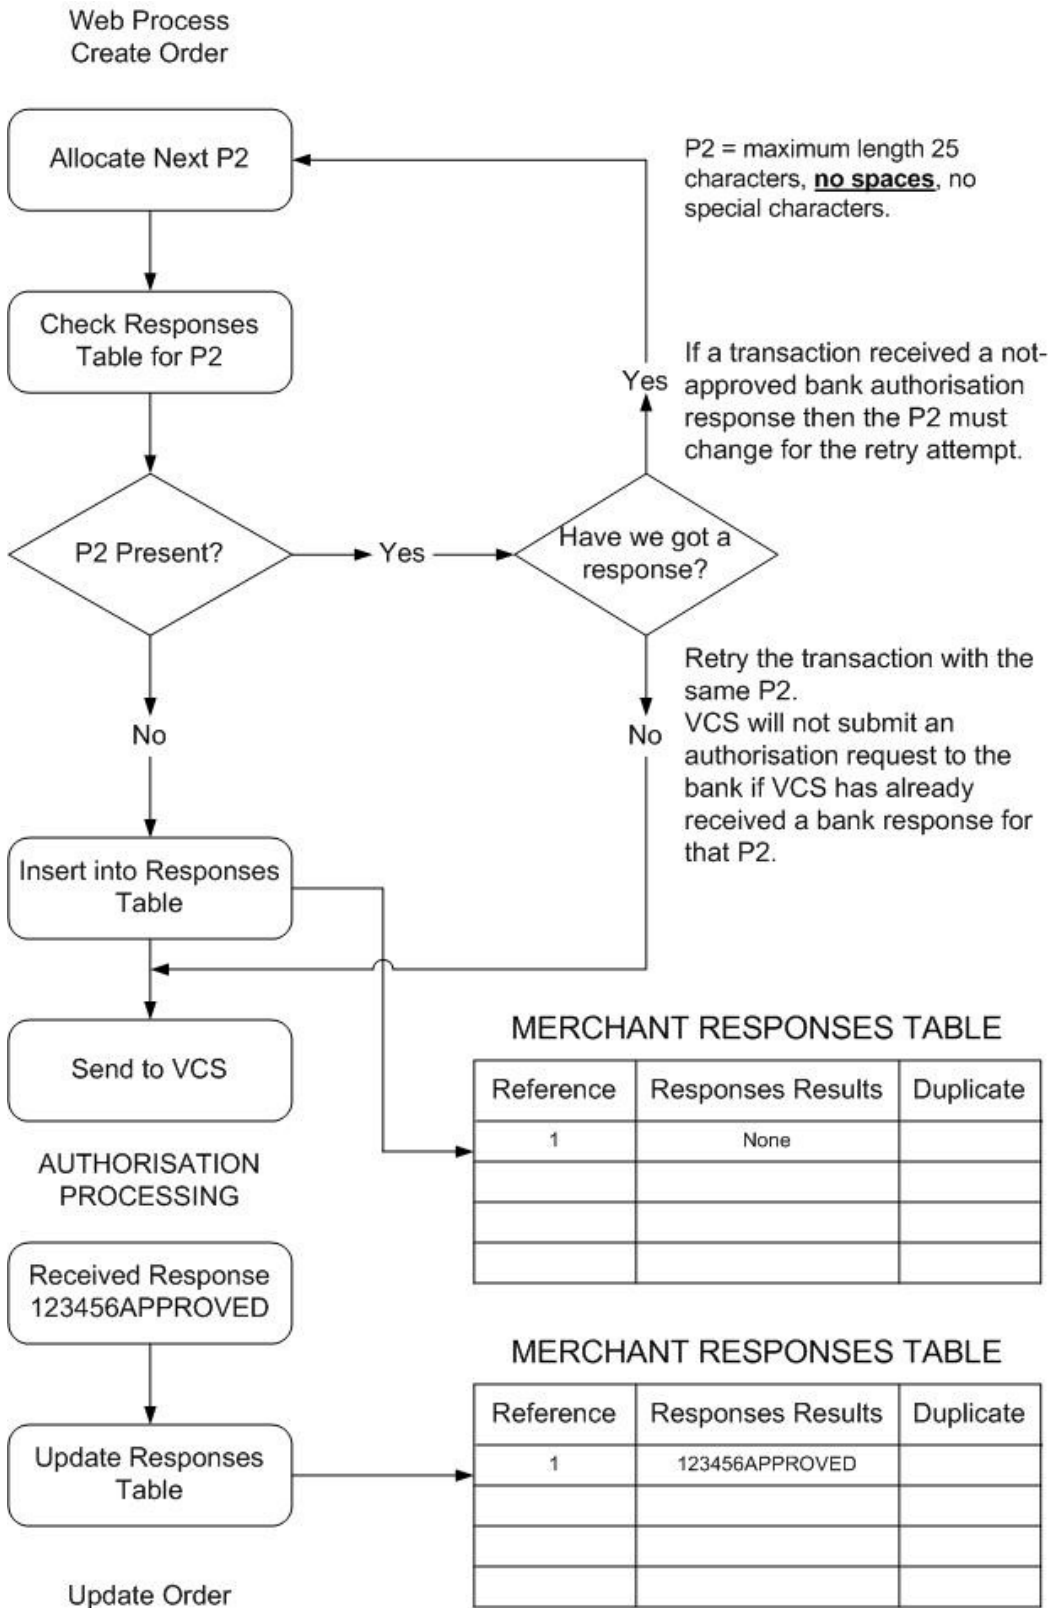 Web Process
Create Order
Allocate Next P2
P2 = maximum length 25
characters, no spaces, no
special characters.
Check Responses
Table for P2
Yes
If a transaction received a not-
approved bank authorisation
response then the P2 must
change for the retry attempt.
P2 Present?
Yes
Have we got a
response?
No
No
Retry the transaction with the
same P2.
VCS will not submit an
authorisation request to the
bank if VCS has already
received a bank response for
that P2.
Insert into Responses
Table
Send to VCS
MERCHANT RESPONSES TABLE
Reference Responses Results Duplicate
1 None
AUTHORISATION
PROCESSING
Received Response
123456APPROVED
MERCHANT RESPONSES TABLE
Reference Responses Results Duplicate
1 123456APPROVED
Update Responses
Table
Update Order